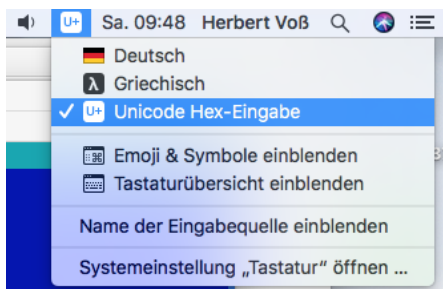 U+ Sa. 09:48 Herbert Voß
Deutsch
λ Griechisch
✓ U+ Unicode Hex-Eingabe
Emoji & Symbole einblenden
Tastaturübersicht einblenden
Name der Eingabequelle einblenden
Systemeinstellung „Tastatur“ öffnen ...